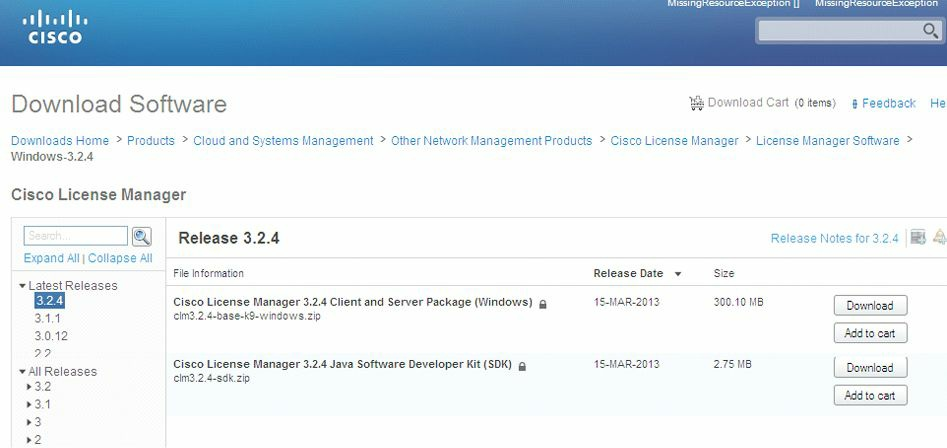 MissingResourceException [] MissingResourceException
CISCO
Download Software
Download Cart (0 items) Feedback He
Downloads Home > Products > Cloud and Systems Management > Other Network Management Products > Cisco License Manager > License Manager Software >
Windows-3.2.4
Cisco License Manager
Search...
Expand All | Collapse All
Latest Releases
3.2.4
3.1.1
3.0.12
2.2
All Releases
3.2
3.1
3
2
Release 3.2.4
Release Notes for 3.2.4
File Information Release Date Size
Cisco License Manager 3.2.4 Client and Server Package (Windows) 15-MAR-2013 300.10 MB Download
clm3.2.4-base-k9-windows.zip
Add to cart
Cisco License Manager 3.2.4 Java Software Developer Kit (SDK) 15-MAR-2013 2.75 MB Download
clm3.2.4-sdk.zip
Add to cart